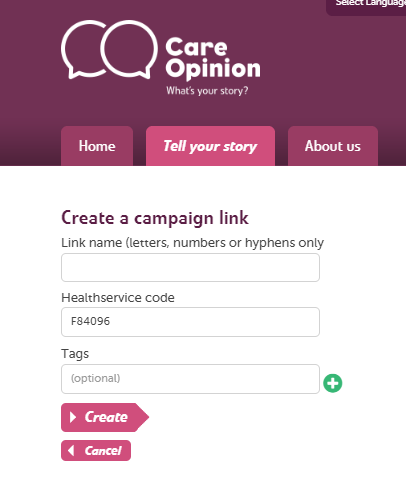 Select Language
Care
Opinion
What's your story?
Home
Tell your story
About us
Create a campaign link
Link name (letters, numbers or hyphens only
Healthservice code
F84096
Tags
(optional)
Create
Cancel